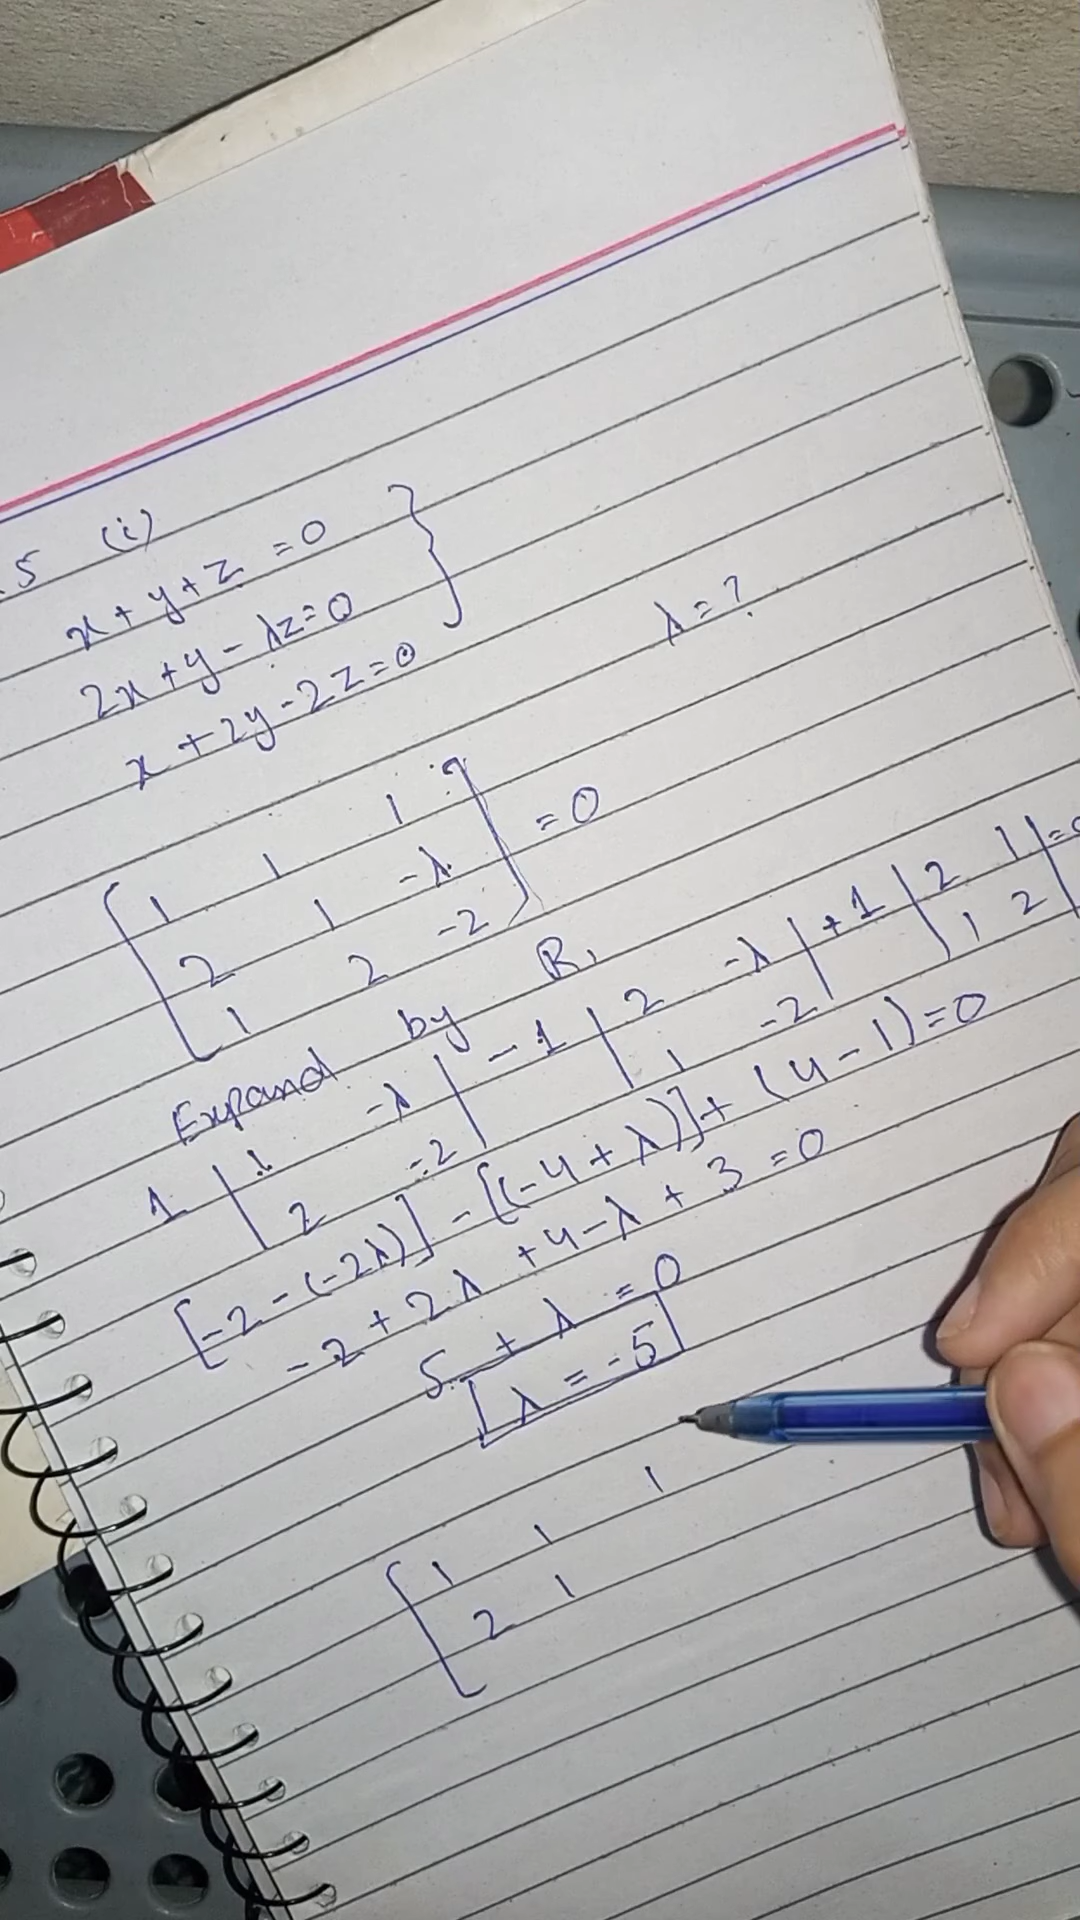 .5 (i)
x + y + z = 0
2x + y - λz = 0
x + 2y - 2z = 0
λ = ?
[ 1 1 1
2 1 -λ
1 2 -2 ] = 0
Expand by R1
1 | 1 -λ
2 -2 | - 1 | 2 -λ
1 -2 | + 1 | 2 1
1 2 | = 0
[-2 - (-2λ)] - [(-4 + λ)] + (4 - 1) = 0
-2 + 2λ + 4 - λ + 3 = 0
5 + λ = 0
λ = -5
[ 1 1 1
2 1